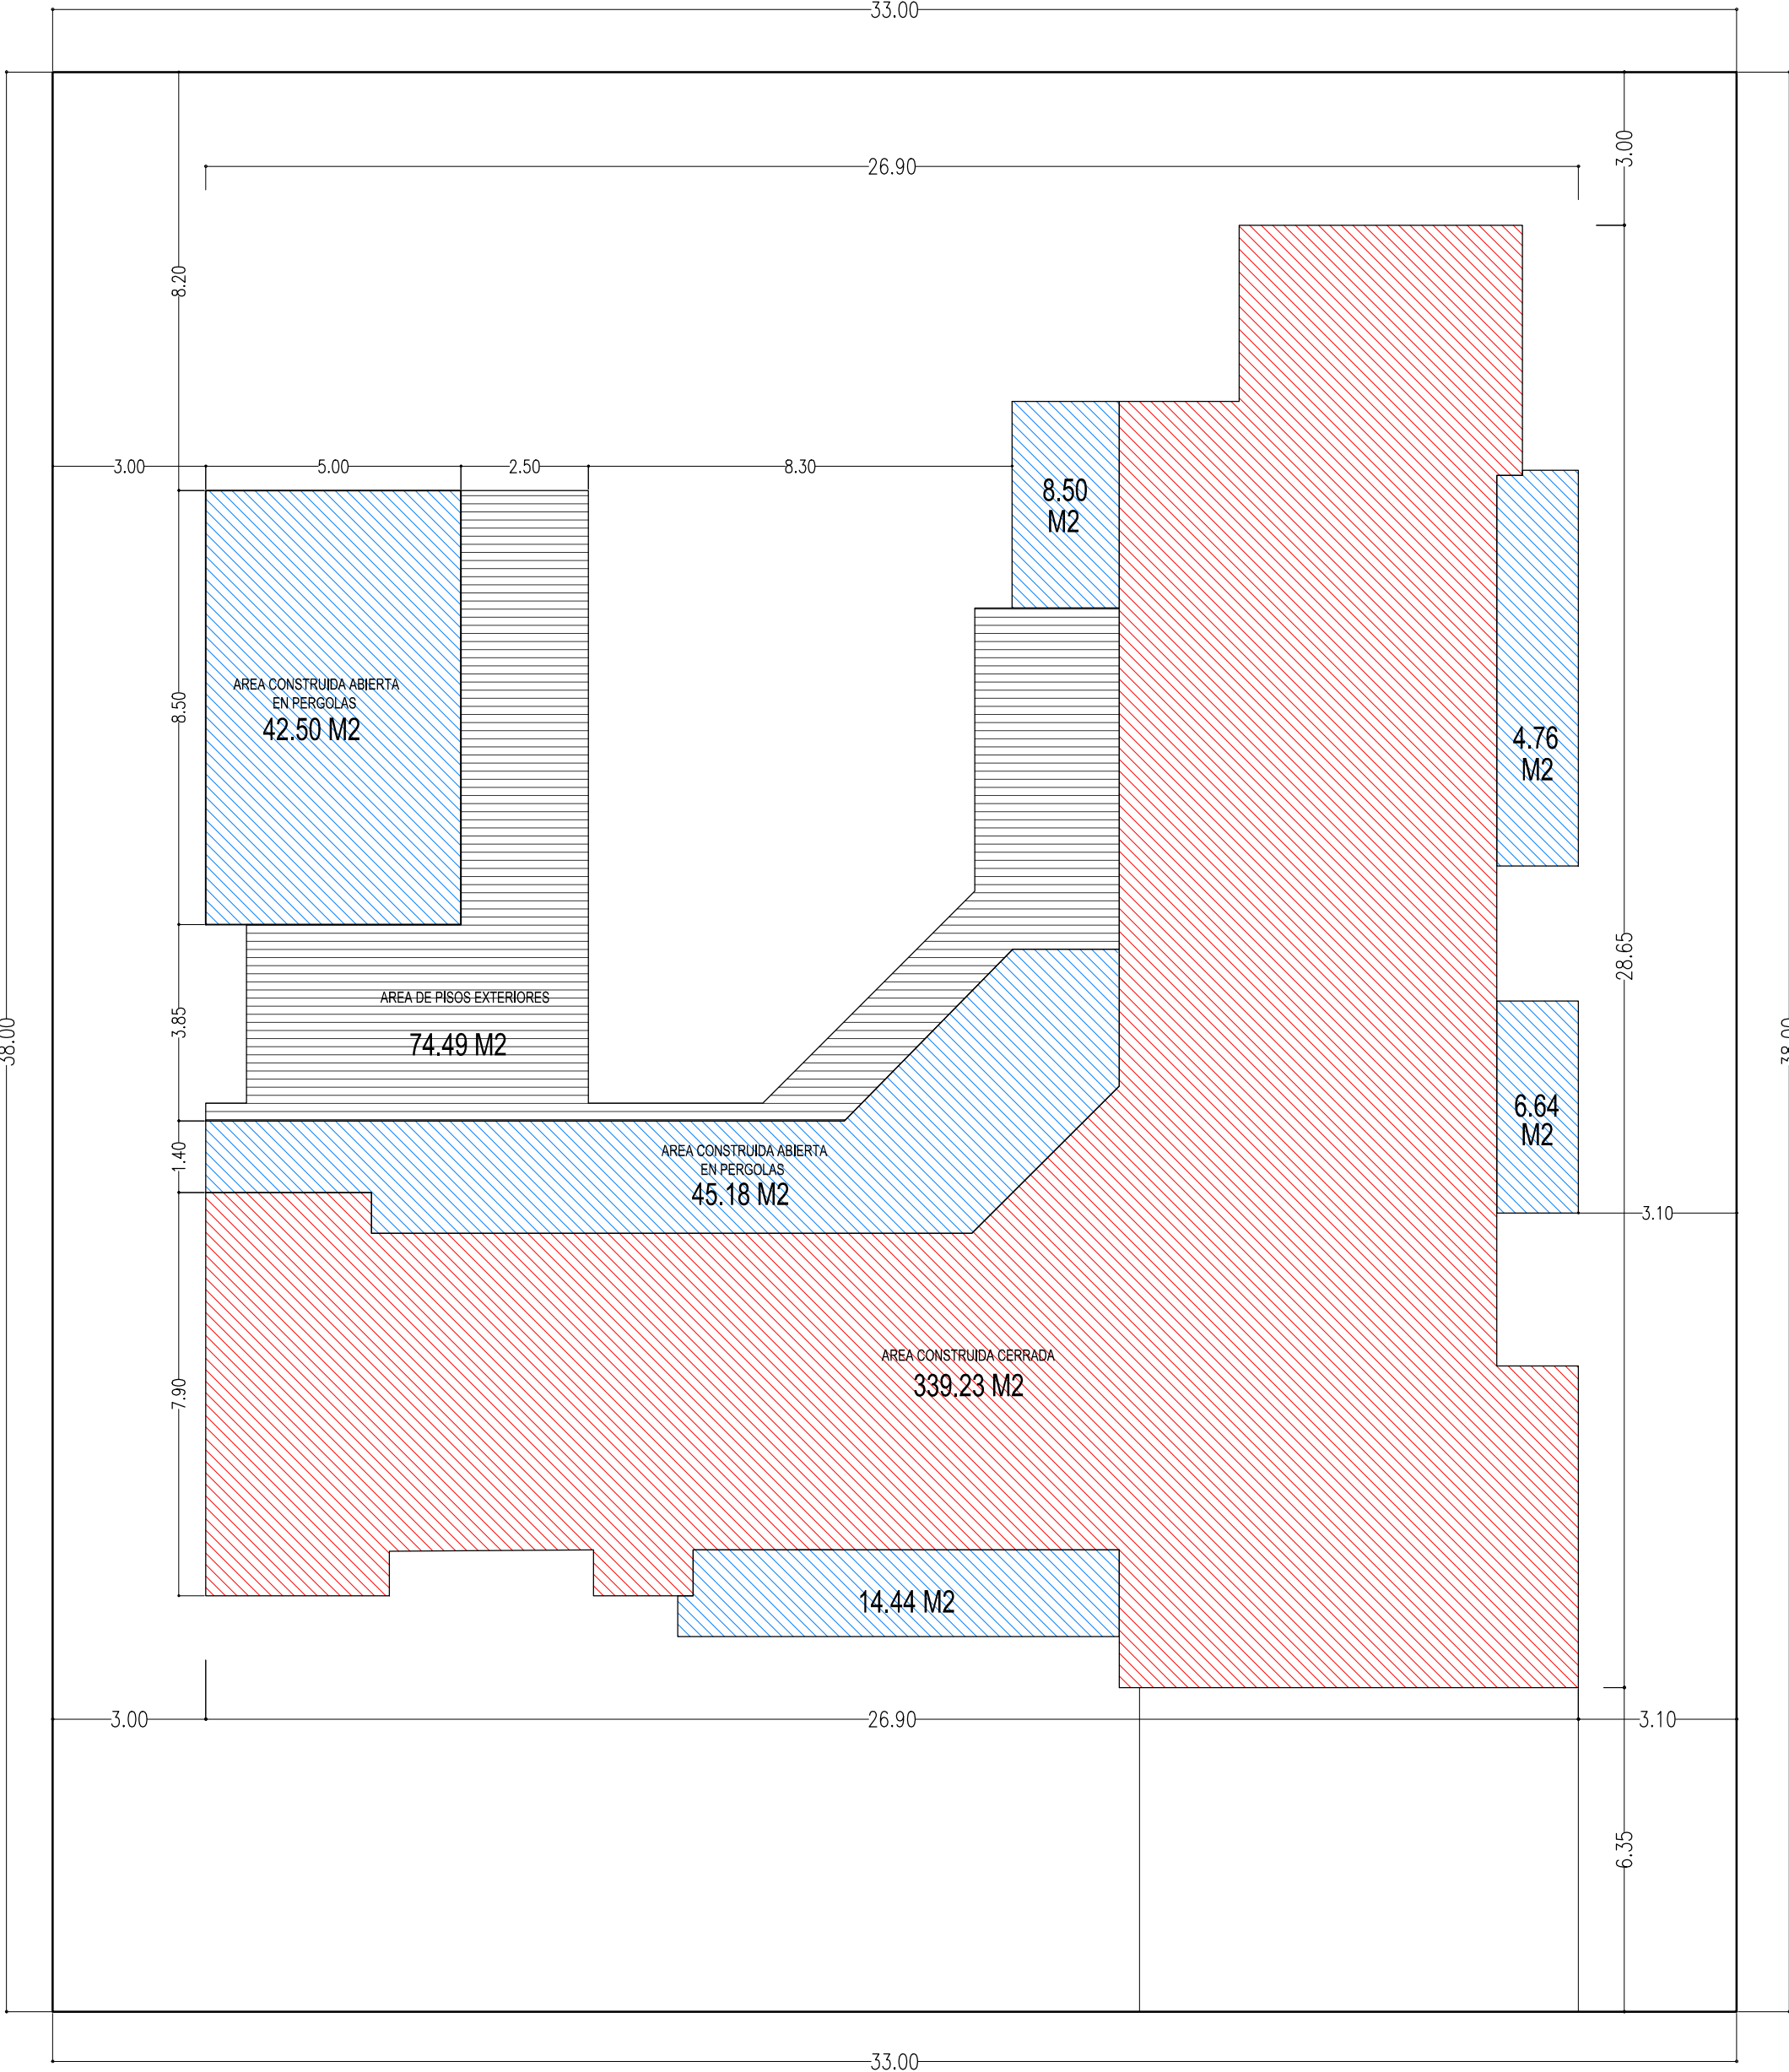 33.00
3.00
26.90
8.20
3.00
5.00
2.50
8.30
8.50
M2
AREA CONSTRUIDA ABIERTA
EN PERGOLAS
42.50 M2
8.50
4.76
M2
28.65
AREA DE PISOS EXTERIORES
74.49 M2
3.85
38.00
38.00
6.64
M2
1.40
AREA CONSTRUIDA ABIERTA
EN PERGOLAS
45.18 M2
3.10
AREA CONSTRUIDA CERRADA
339.23 M2
7.90
14.44 M2
3.00
26.90
3.10
6.35
33.00